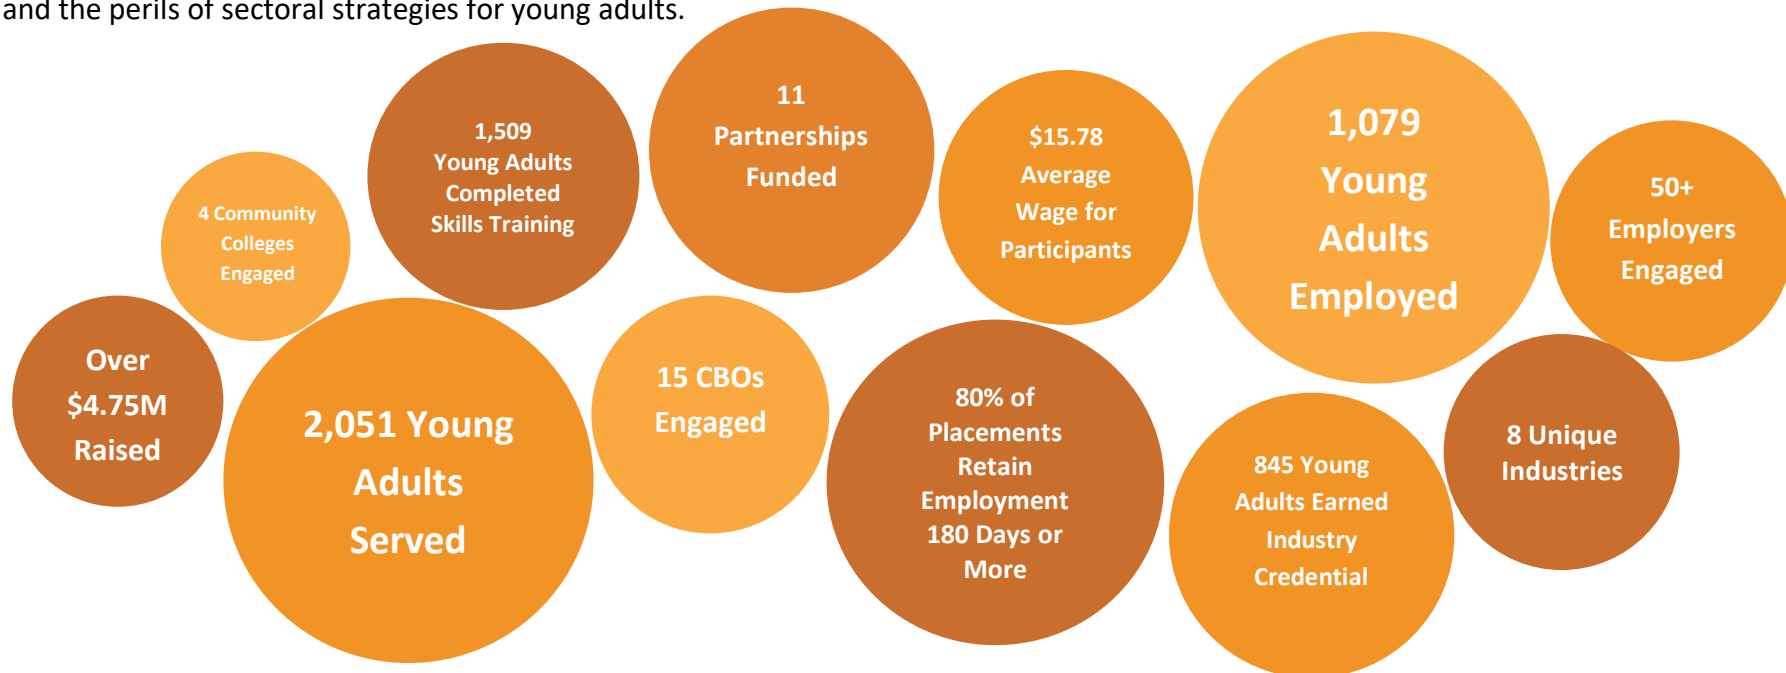 and the perils of sectoral strategies for young adults.
4 Community
Colleges
Engaged
1,509
Young Adults
Completed
Skills Training
11
Partnerships
Funded
$15.78
Average
Wage for
Participants
1,079
Young
Adults
Employed
50+
Employers
Engaged
Over
$4.75M
Raised
2,051 Young
Adults
Served
15 CBOs
Engaged
80% of
Placements
Retain
Employment
180 Days or
More
845 Young
Adults Earned
Industry
Credential
8 Unique
Industries